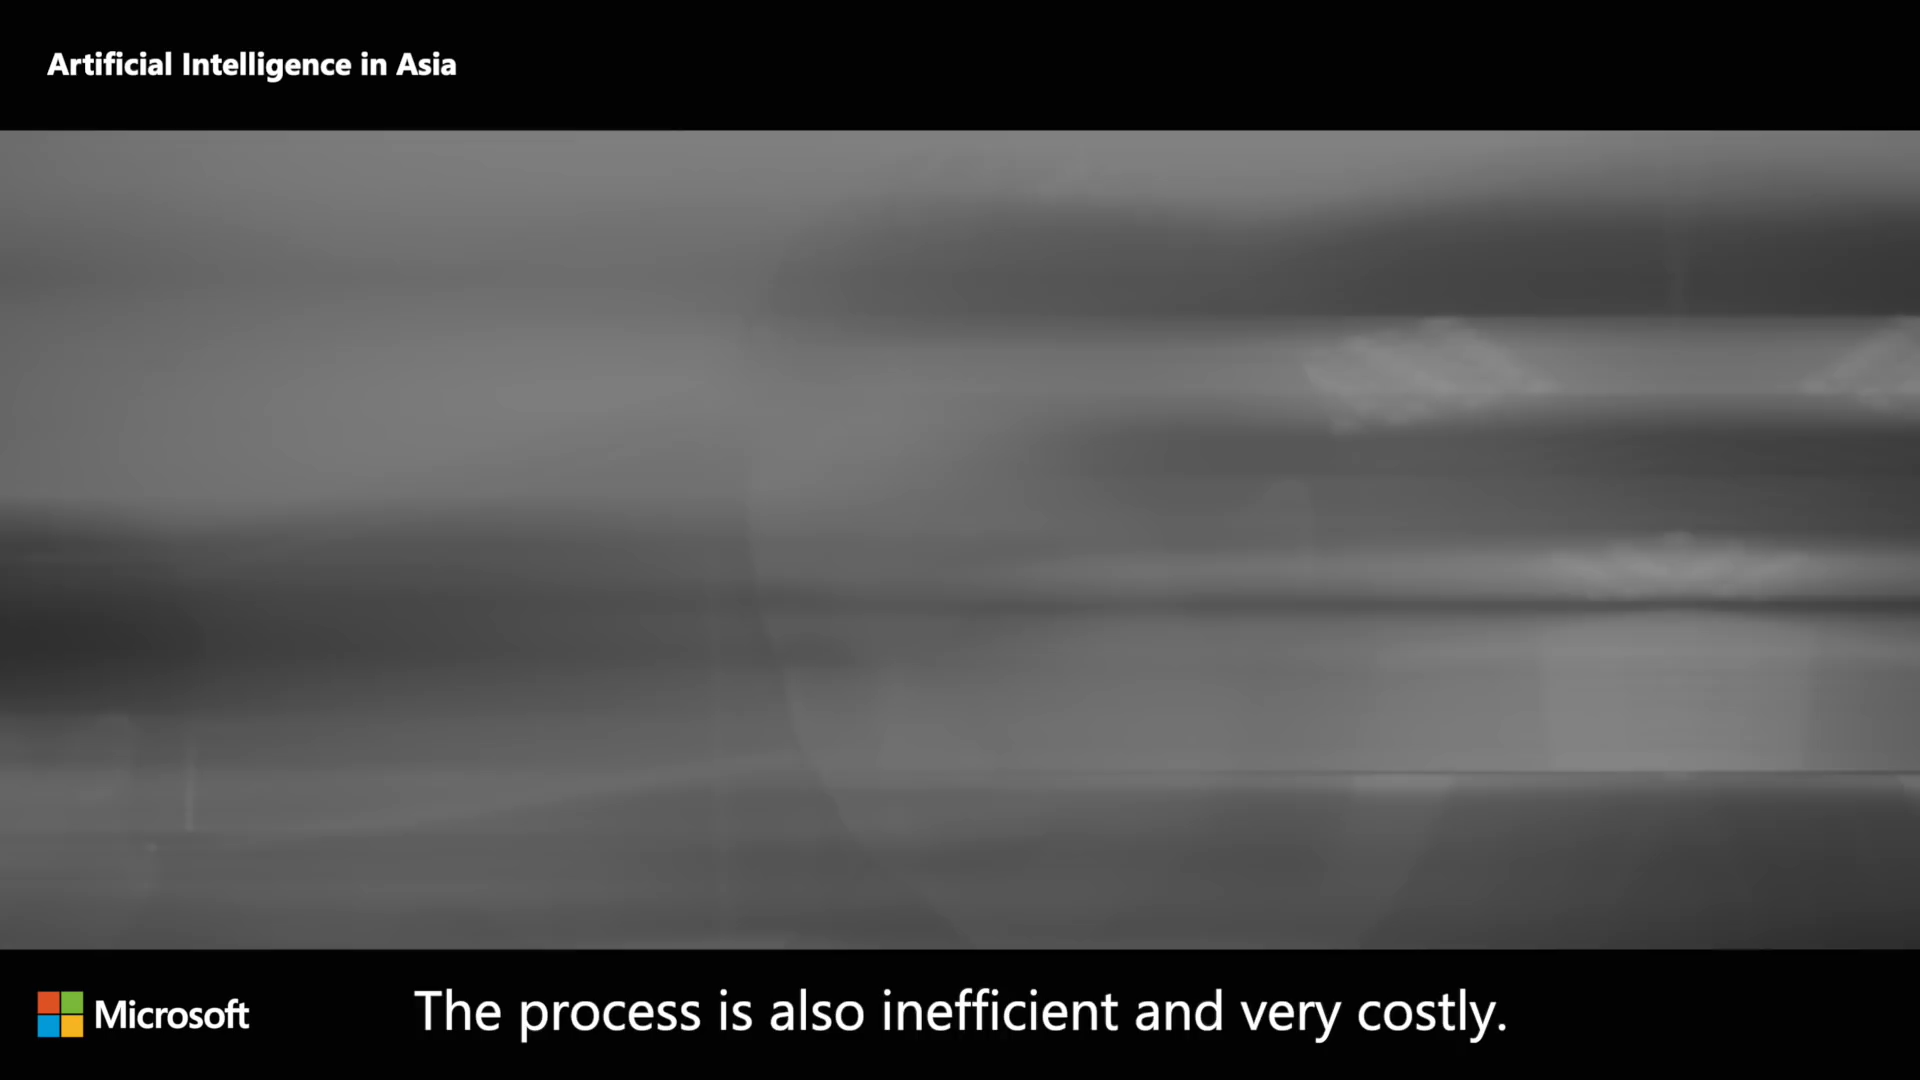 Artificial Intelligence in Asia
Microsoft
The process is also inefficient and very costly.